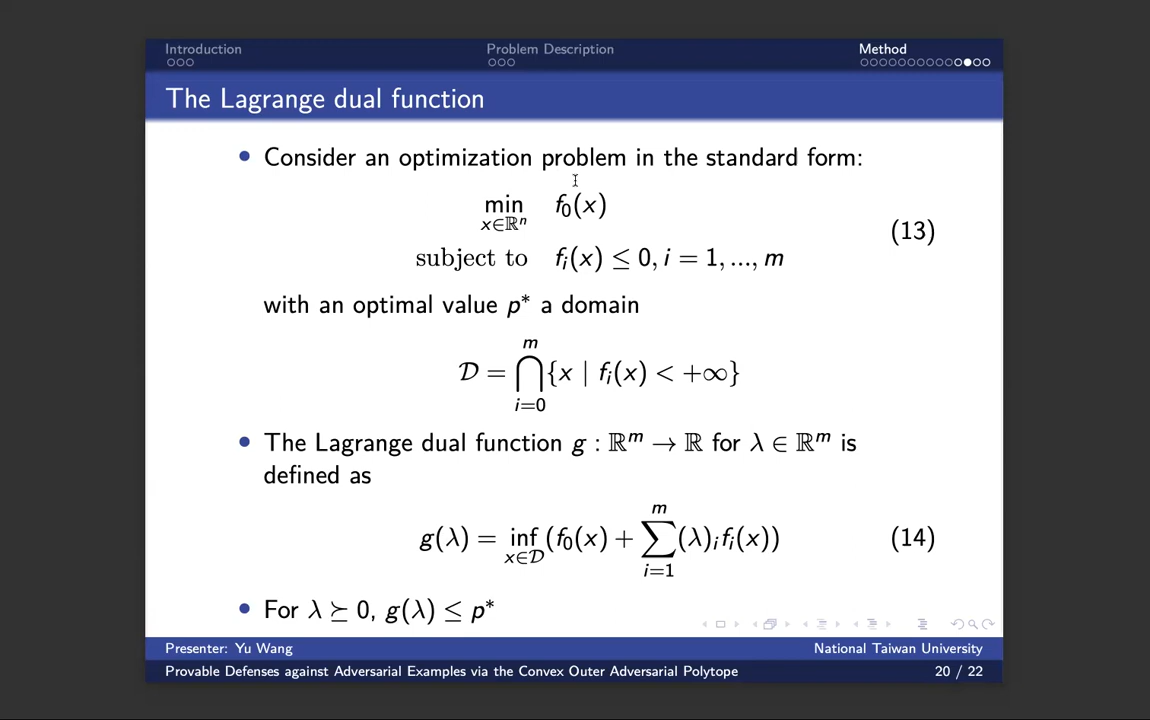 Introduction Problem Description Method
The Lagrange dual function
Consider an optimization problem in the standard form:
min f₀(x)
x∈ℝⁿ
(13)
subject to fᵢ(x) ≤ 0, i = 1, ..., m
with an optimal value p* a domain
m
𝒟 = ⋂ {x | fᵢ(x) < +∞}
i=0
The Lagrange dual function g : ℝᵐ → ℝ for λ ∈ ℝᵐ is
defined as
m
g(λ) = inf (f₀(x) + ∑ (λ)ᵢfᵢ(x)) (14)
x∈𝒟 i=1
For λ ⪰ 0, g(λ) ≤ p*
Presenter: Yu Wang National Taiwan University
Provable Defenses against Adversarial Examples via the Convex Outer Adversarial Polytope 20 / 22